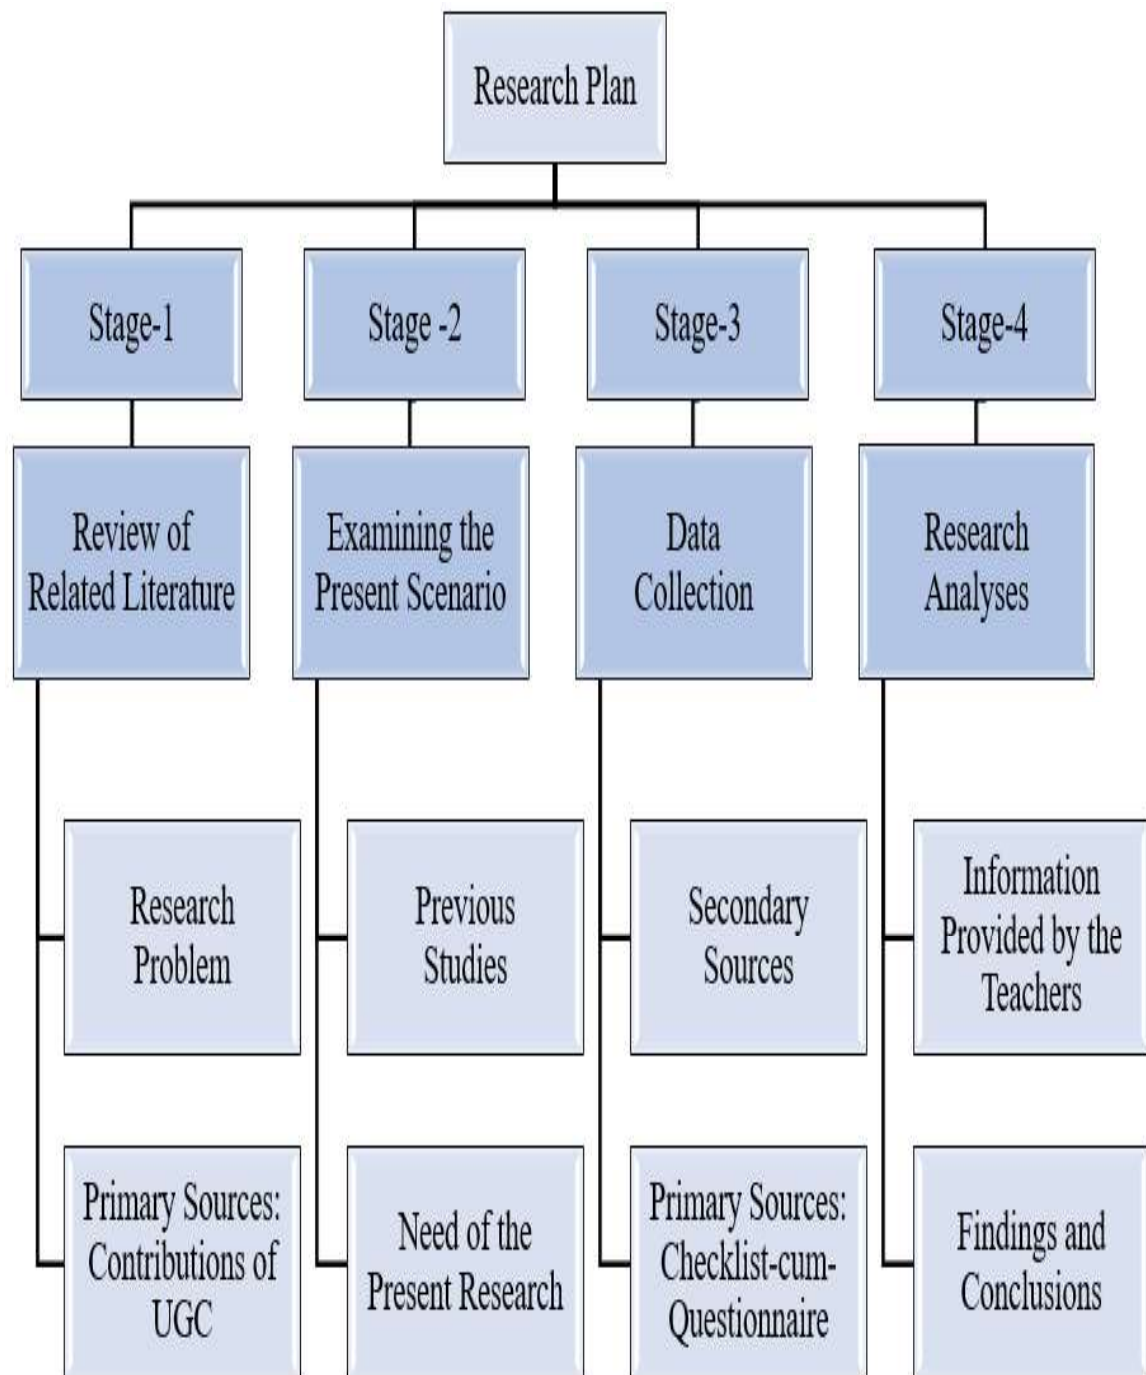 Research Plan
Stage-1
Stage -2
Stage-3
Stage-4
Review of
Related Literature
Examining the
Present Scenario
Data
Collection
Research
Analyses
Research
Problem
Previous
Studies
Secondary
Sources
Information
Provided by the
Teachers
Primary Sources:
Contributions of
UGC
Need of the
Present Research
Primary Sources:
Checklist-cum-
Questionnaire
Findings and
Conclusions